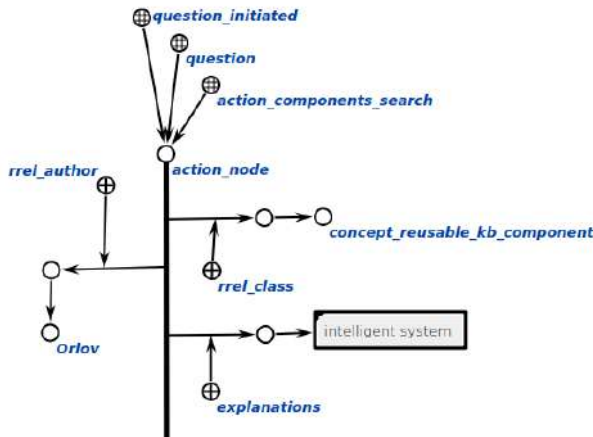 question_initiated
question
action_components_search
action_node
rrel_author
concept_reusable_kb_component
rrel_class
intelligent system
Orlov
explanations